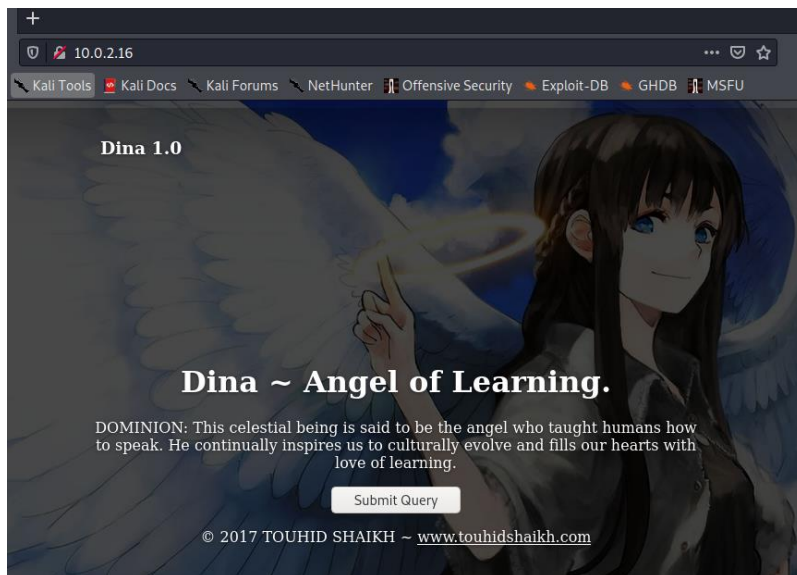 +
10.0.2.16
Kali Tools Kali Docs Kali Forums NetHunter Offensive Security Exploit-DB GHDB MSFU
Dina 1.0
Dina ~ Angel of Learning.
DOMINION: This celestial being is said to be the angel who taught humans how
to speak. He continually inspires us to culturally evolve and fills our hearts with
love of learning.
Submit Query
© 2017 TOUHID SHAIKH ~ www.touhidshaikh.com